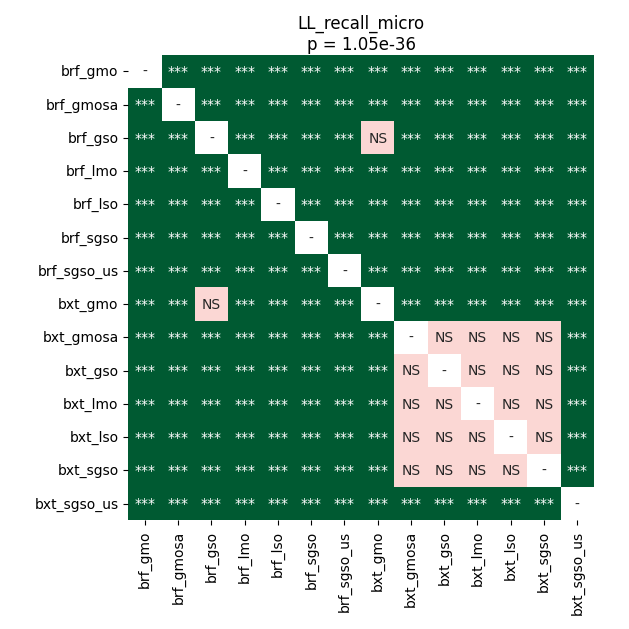 LL_recall_micro
p = 1.05e-36
brf_gmo - *** *** *** *** *** *** *** *** *** *** *** *** ***
brf_gmosa *** - *** *** *** *** *** *** *** *** *** *** *** ***
brf_gso *** *** - *** *** *** *** NS *** *** *** *** *** ***
brf_lmo *** *** *** - *** *** *** *** *** *** *** *** *** ***
brf_lso *** *** *** *** - *** *** *** *** *** *** *** *** ***
brf_sgso *** *** *** *** *** - *** *** *** *** *** *** *** ***
brf_sgso_us *** *** *** *** *** *** - *** *** *** *** *** *** ***
bxt_gmo *** *** NS *** *** *** *** - *** *** *** *** *** ***
bxt_gmosa *** *** *** *** *** *** *** *** - NS NS NS NS ***
bxt_gso *** *** *** *** *** *** *** *** NS - NS NS NS ***
bxt_lmo *** *** *** *** *** *** *** *** NS NS - NS NS ***
bxt_lso *** *** *** *** *** *** *** *** NS NS NS - NS ***
bxt_sgso *** *** *** *** *** *** *** *** NS NS NS NS - ***
bxt_sgso_us *** *** *** *** *** *** *** *** *** *** *** *** *** -
brf_gmo
brf_gmosa
brf_gso
brf_lmo
brf_lso
brf_sgso
brf_sgso_us
bxt_gmo
bxt_gmosa
bxt_gso
bxt_lmo
bxt_lso
bxt_sgso
bxt_sgso_us